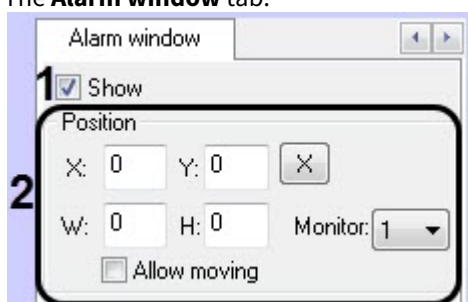 The Alarm window tab.
Alarm window
1 Show
Position
X: 0 Y: 0 X
2
W: 0 H: 0 Monitor: 1
Allow moving